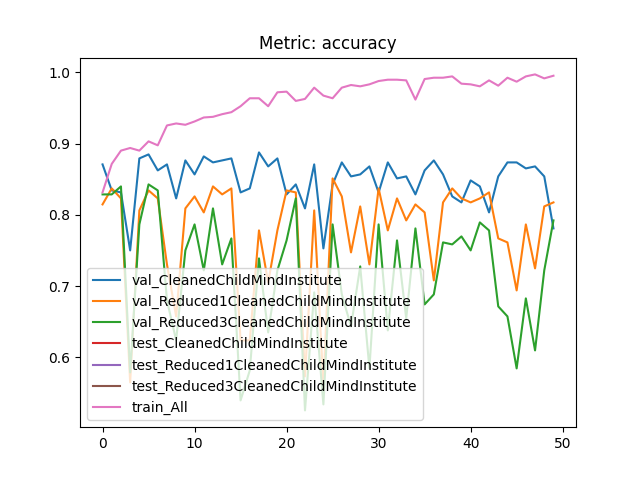 Metric: accuracy
1.0
0.9
0.8
0.7
0.6
val_CleanedChildMindInstitute
val_Reduced1CleanedChildMindInstitute
val_Reduced3CleanedChildMindInstitute
test_CleanedChildMindInstitute
test_Reduced1CleanedChildMindInstitute
test_Reduced3CleanedChildMindInstitute
train_All
0 10 20 30 40 50